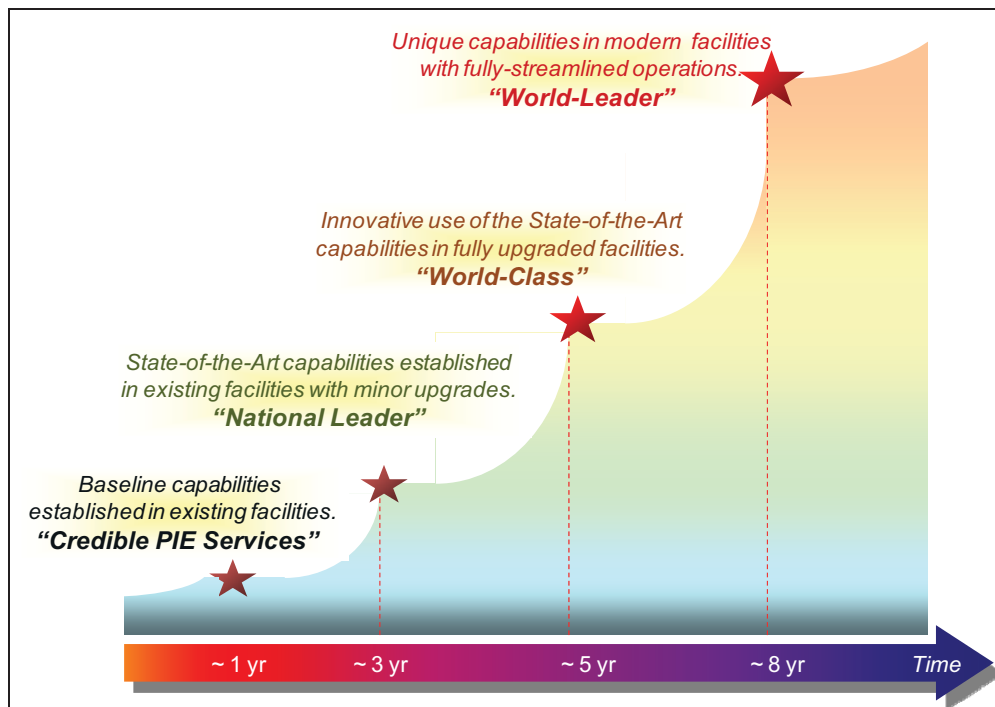 Unique capabilities in modern facilities
with fully-streamlined operations.
“World-Leader”
Innovative use of the State-of-the-Art
capabilities in fully upgraded facilities.
“World-Class”
State-of-the-Art capabilities established
in existing facilities with minor upgrades.
“National Leader”
Baseline capabilities
established in existing facilities.
“Credible PIE Services”
~ 1 yr ~ 3 yr ~ 5 yr ~ 8 yr Time